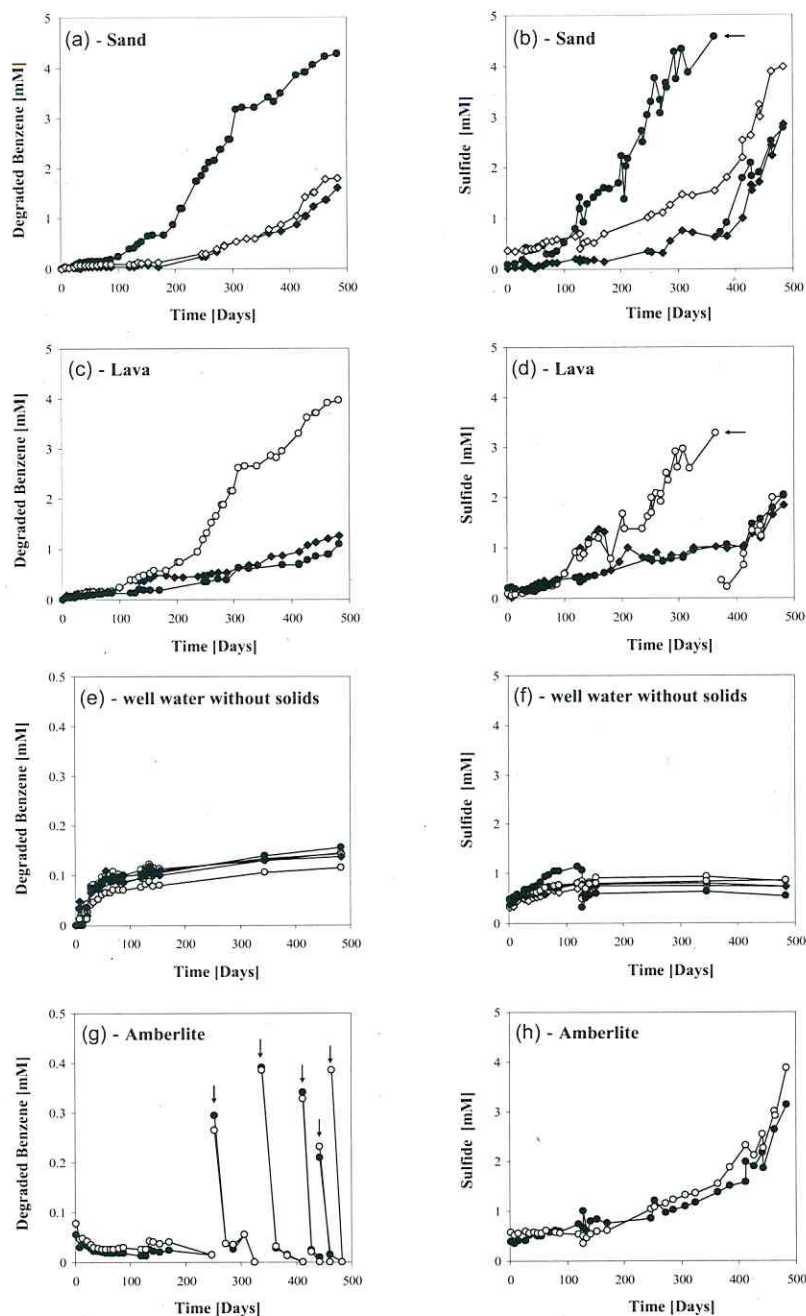 (a) - Sand
Degraded Benzene [mM]
5
4
3
2
1
0
0 100 200 300 400 500
Time [Days]
(b) - Sand
Sulfide [mM]
5
4
3
2
1
0
0 100 200 300 400 500
Time [Days]
(c) - Lava
Degraded Benzene [mM]
5
4
3
2
1
0
0 100 200 300 400 500
Time [Days]
(d) - Lava
Sulfide [mM]
5
4
3
2
1
0
0 100 200 300 400 500
Time [Days]
(e) - well water without solids
Degraded Benzene [mM]
0.5
0.4
0.3
0.2
0.1
0
0 100 200 300 400 500
Time [Days]
(f) - well water without solids
Sulfide [mM]
5
4
3
2
1
0
0 100 200 300 400 500
Time [Days]
(g) - Amberlite
Degraded Benzene [mM]
0.5
0.4
0.3
0.2
0.1
0
0 100 200 300 400 500
Time [Days]
(h) - Amberlite
Sulfide [mM]
5
4
3
2
1
0
0 100 200 300 400 500
Time [Days]